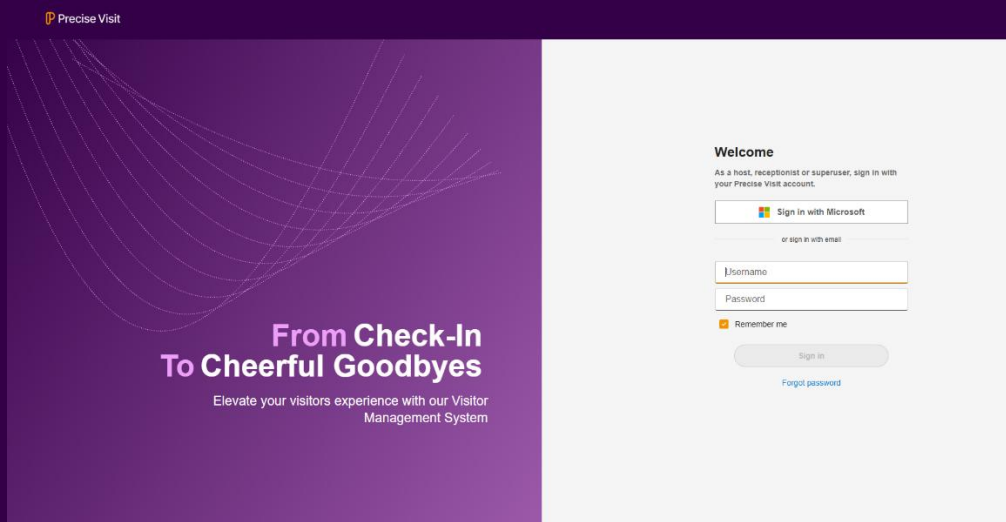 Precise Visit
From Check-In
To Cheerful Goodbyes
Elevate your visitors experience with our Visitor
Management System
Welcome
As a host, receptionist or superuser, sign in with
your Precise Visit account.
Sign in with Microsoft
or sign in with email
Username
Password
Remember me
Sign in
Forgot password